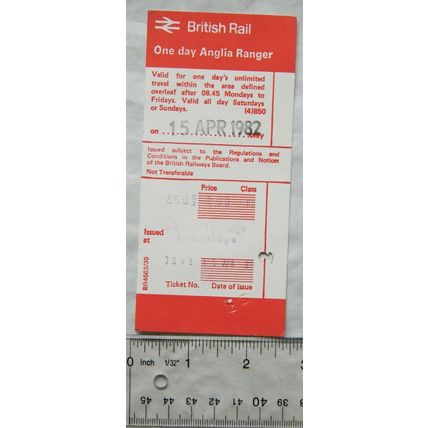 British Rail
One day Anglia Ranger
Valid for one day's unlimited
travel within the area defined
overleaf after 08.45 Mondays to
Fridays. Valid all day Saturdays
or Sundays. (4)850
on 15 APR 1982 only
Issued subject to the Regulations and
Conditions in the Publications and Notices
of the British Railways Board.
Not Transferable
Price Class
Issued
at Cambridge
Ticket No. Date of issue
BR4563/30
0 Inch 1/32" 1 2 3
45 44 43 42 41 40 39